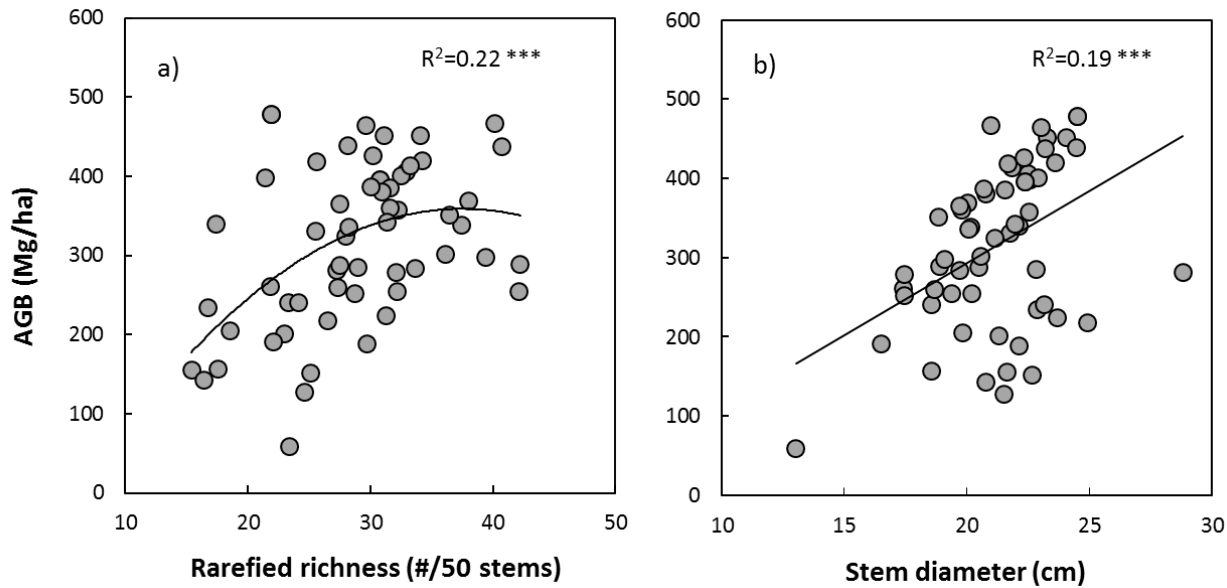 600
500
400
300
200
100
0
AGB (Mg/ha)
a)
R²=0.22 ***
10 20 30 40 50
Rarefied richness (#/50 stems)
600
500
400
300
200
100
0
b)
R²=0.19 ***
10 15 20 25 30
Stem diameter (cm)